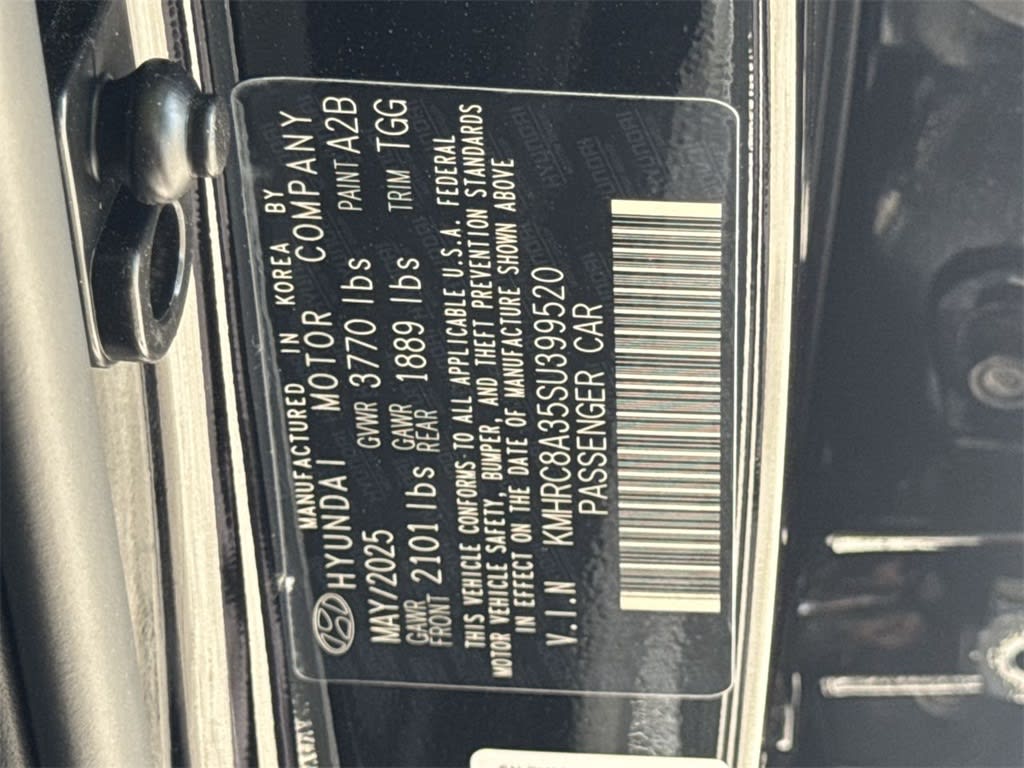 MANUFACTURED IN KOREA BY
HYUNDAI MOTOR COMPANY
MAY/2025 GVWR 3770 lbs PAINT A2B
GAWR FRONT 2101 lbs GAWR REAR 1889 lbs TRIM TGG
THIS VEHICLE CONFORMS TO ALL APPLICABLE U.S.A. FEDERAL
MOTOR VEHICLE SAFETY, BUMPER, AND THEFT PREVENTION STANDARDS
IN EFFECT ON THE DATE OF MANUFACTURE SHOWN ABOVE
V.I.N KMHRC8A35SU399520
PASSENGER CAR